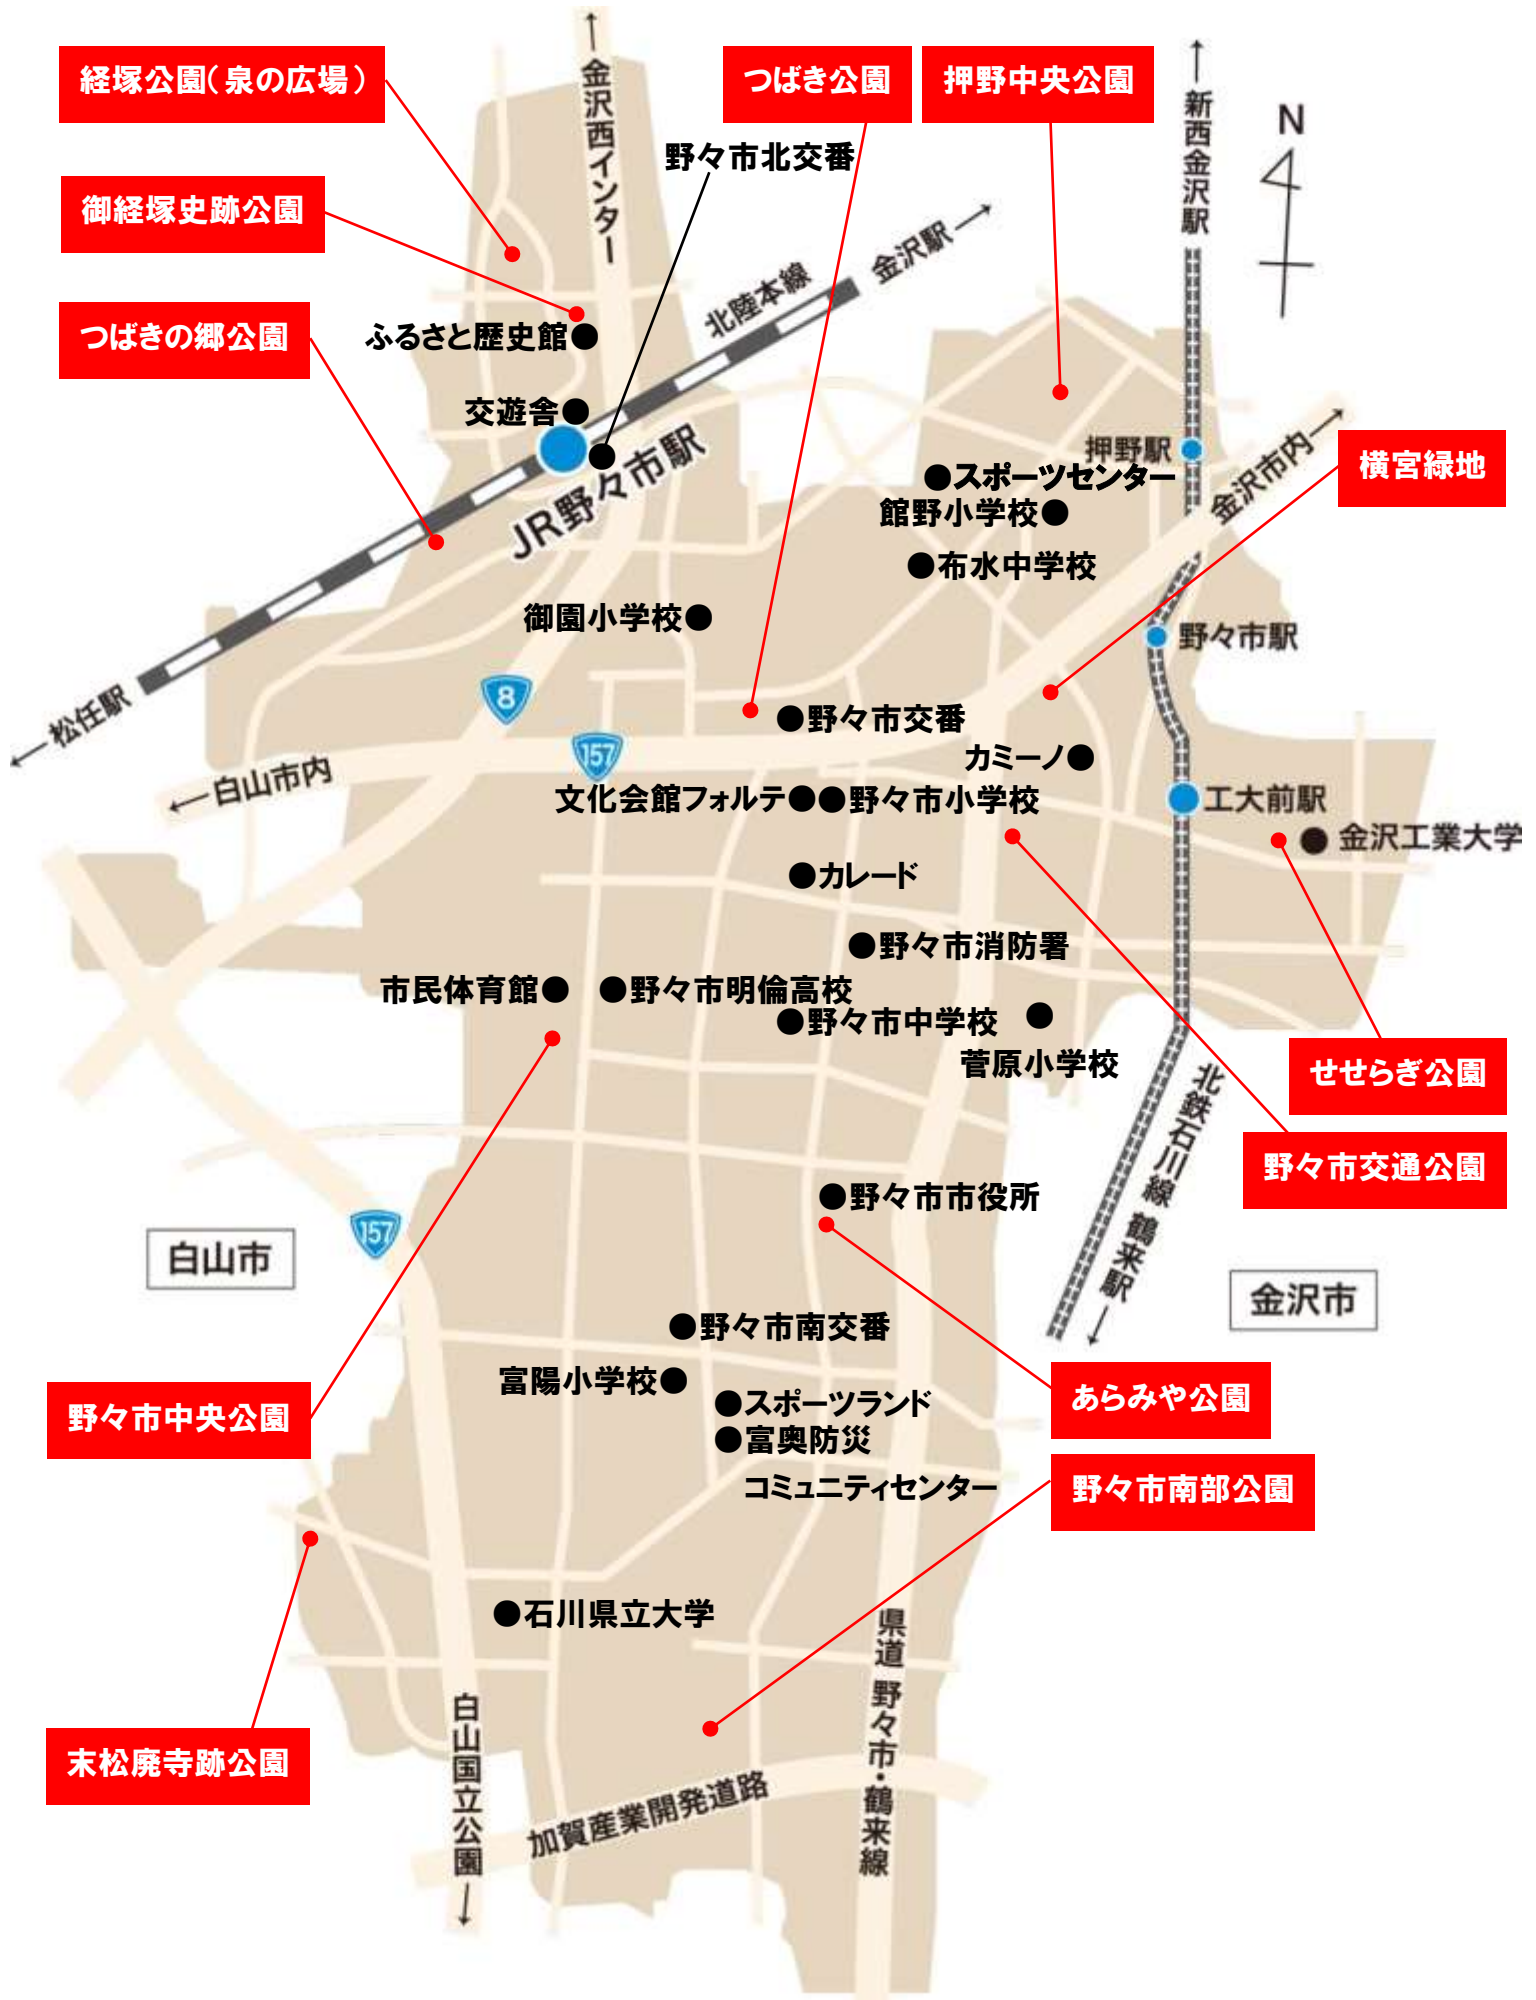 経塚公園(泉の広場)
つばき公園
押野中央公園
←金沢西インター
←新西金沢駅
N
野々市北交番
御経塚史跡公園
金沢駅→
北陸本線
つばきの郷公園
ふるさと歴史館
交遊舎
JR野々市駅
押野駅
金沢市内→
横宮緑地
スポーツセンター
館野小学校
布水中学校
御園小学校
野々市駅
←松任駅
8
野々市交番
157
カミーノ
←白山市内
文化会館フォルテ
野々市小学校
工大前駅
金沢工業大学
カレード
野々市消防署
市民体育館
野々市明倫高校
野々市中学校
菅原小学校
せせらぎ公園
北鉄石川線 鶴来駅→
野々市交通公園
野々市市役所
157
白山市
金沢市
野々市南交番
富陽小学校
あらみや公園
スポーツランド
野々市中央公園
富奥防災
コミュニティセンター
野々市南部公園
石川県立大学
県道 野々市・鶴来線
白山国立公園→
末松廃寺跡公園
加賀産業開発道路